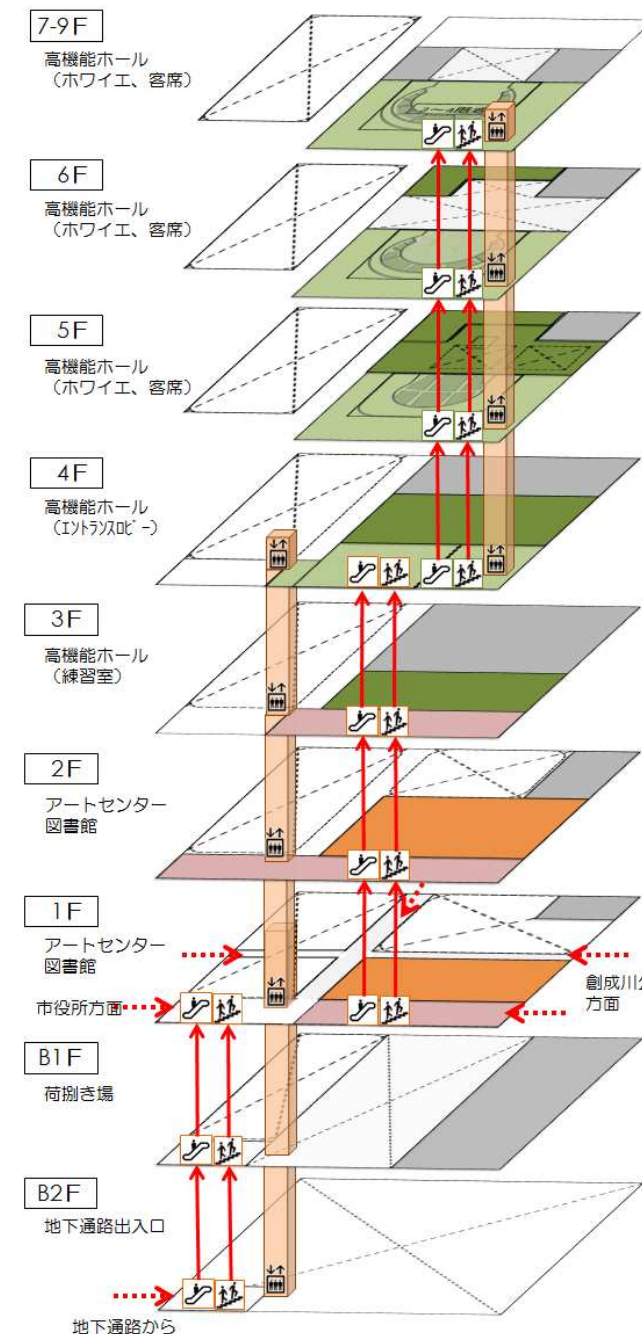 7-9F
高機能ホール
（ホワイエ、客席）
6F
高機能ホール
（ホワイエ、客席）
5F
高機能ホール
（ホワイエ、客席）
4F
高機能ホール
（ｴﾝﾄﾗﾝｽﾛﾋﾞｰ）
3F
高機能ホール
（練習室）
2F
アートセンター
図書館
1F
アートセンター
図書館
市役所方面
創成川公
方面
B1F
荷捌き場
B2F
地下通路出入口
地下通路から